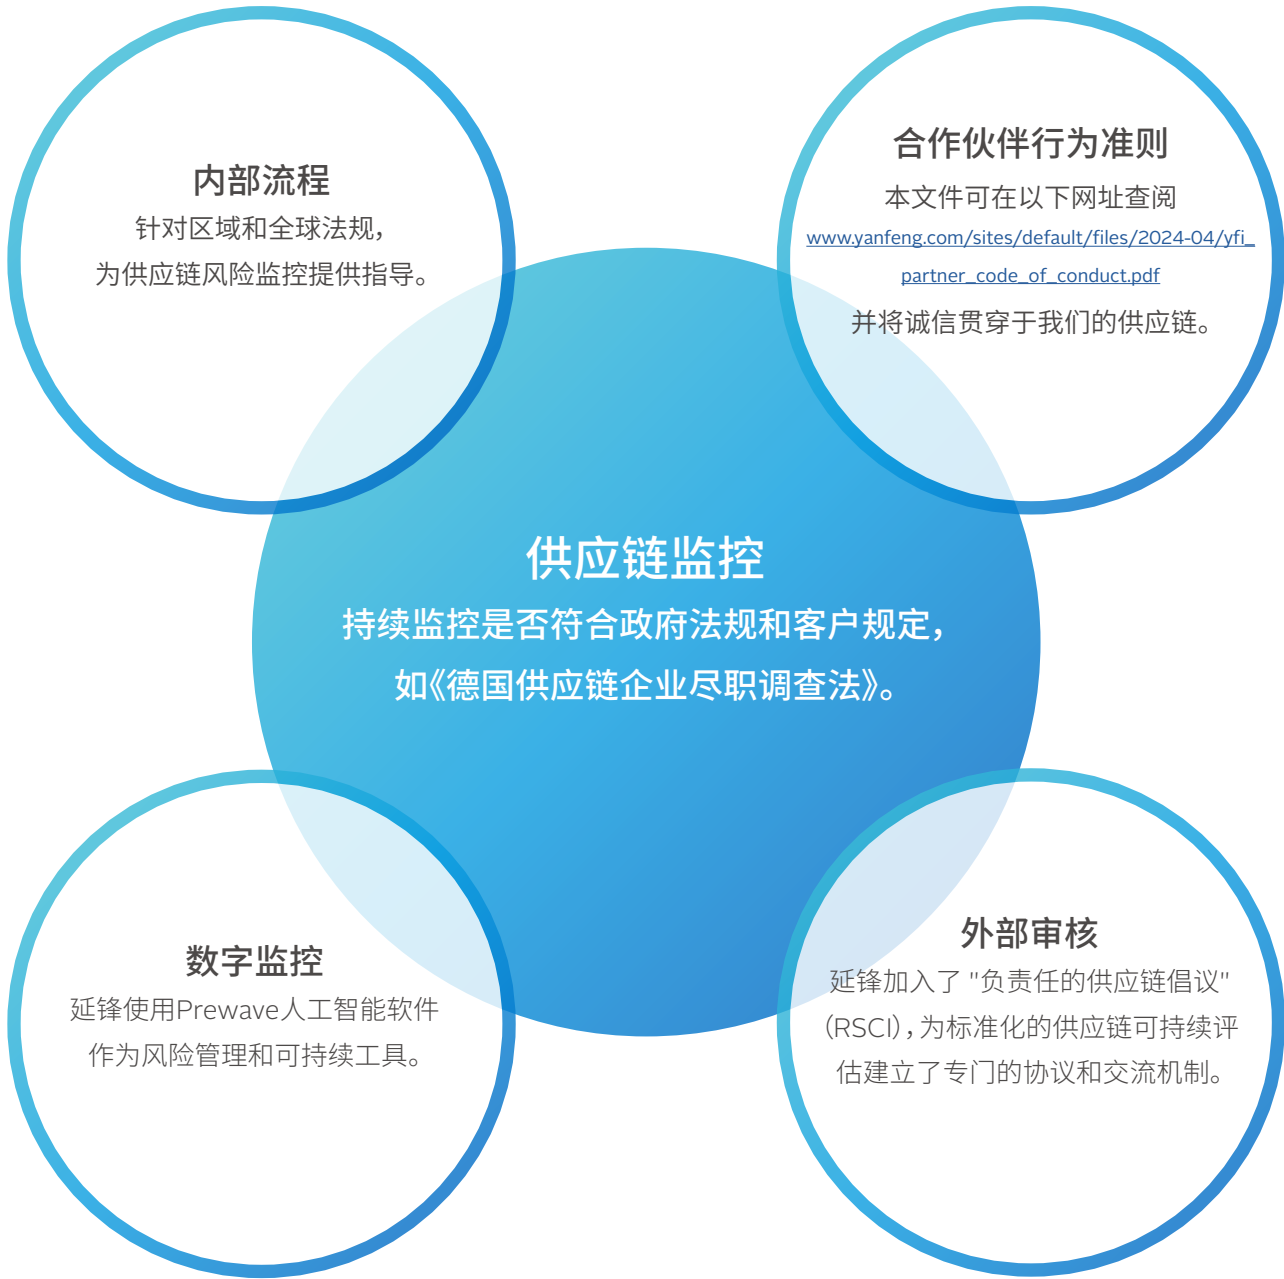 内部流程
针对区域和全球法规，
为供应链风险监控提供指导。
合作伙伴行为准则
本文件可在以下网址查阅
www.yanfeng.com/sites/default/files/2024-04/yfi_
partner_code_of_conduct.pdf
并将诚信贯穿于我们的供应链。
供应链监控
持续监控是否符合政府法规和客户规定，
如《德国供应链企业尽职调查法》。
数字监控
延锋使用Prewave人工智能软件
作为风险管理和可持续工具。
外部审核
延锋加入了 "负责任的供应链倡议"
（RSCI），为标准化的供应链可持续评
估建立了专门的协议和交流机制。